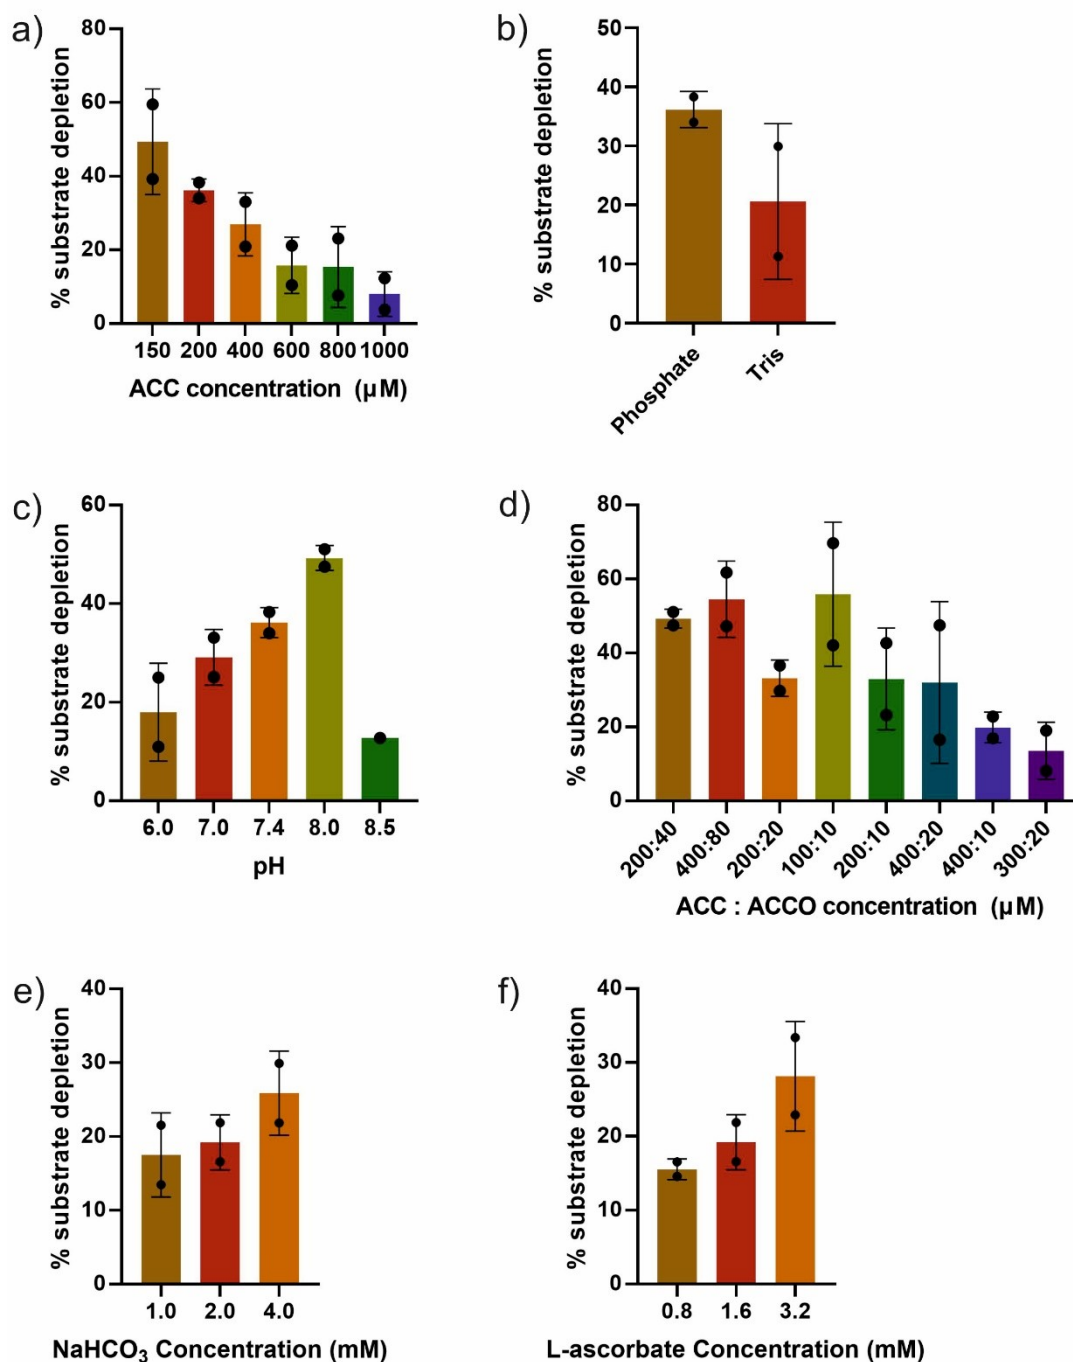 a)
% substrate depletion
80
60
40
20
0
150 200 400 600 800 1000
ACC concentration (µM)
b)
% substrate depletion
50
40
30
20
10
0
Phosphate
Tris
c)
% substrate depletion
60
40
20
0
6.0 7.0 7.4 8.0 8.5
pH
d)
% substrate depletion
80
60
40
20
0
200:40
400:80
200:20
100:10
200:10
400:20
400:10
300:20
ACC : ACCO concentration (µM)
e)
% substrate depletion
40
30
20
10
0
1.0 2.0 4.0
NaHCO₃ Concentration (mM)
f)
% substrate depletion
40
30
20
10
0
0.8 1.6 3.2
L-ascorbate Concentration (mM)